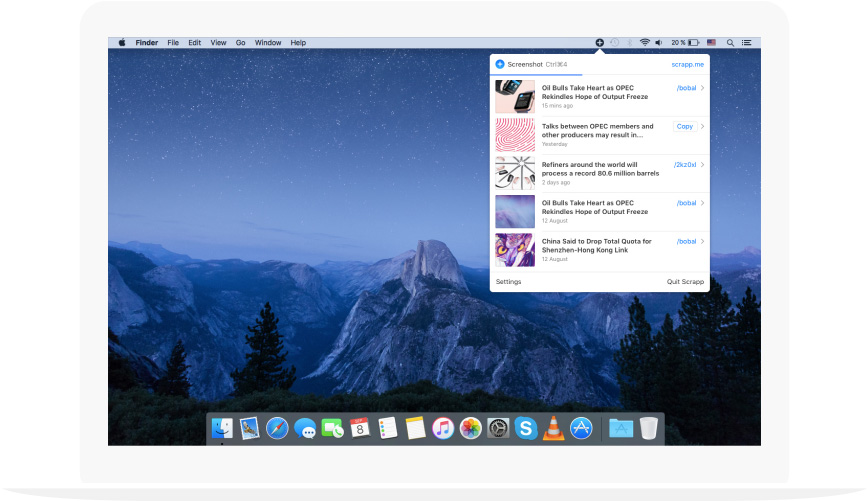 Finder File Edit View Go Window Help 20 %
Screenshot Ctrl⌘4 scrapp.me
Oil Bulls Take Heart as OPEC
Rekindles Hope of Output Freeze
15 mins ago
/bobal
Talks between OPEC members and
other producers may result in...
Yesterday
Copy
Refiners around the world will
process a record 80.6 million barrels
2 days ago
/2kz0xl
Oil Bulls Take Heart as OPEC
Rekindles Hope of Output Freeze
12 August
/bobal
China Said to Drop Total Quota for
Shenzhen-Hong Kong Link
12 August
/bobal
Settings Quit Scrapp
SEP
8